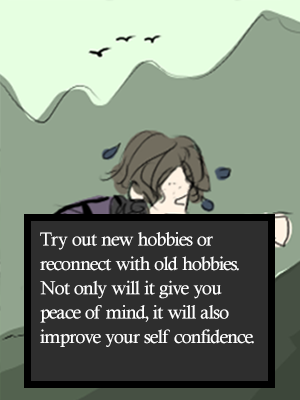 Try out new hobbies or
reconnect with old hobbies.
Not only will it give you
peace of mind, it will also
improve your self confidence.